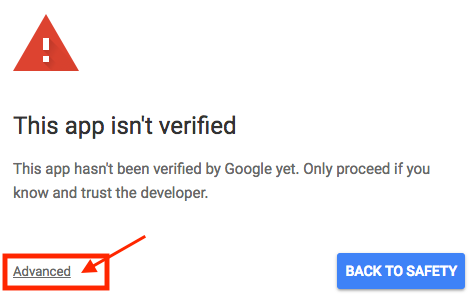 This app isn't verified
This app hasn't been verified by Google yet. Only proceed if you
know and trust the developer.
Advanced
BACK TO SAFETY